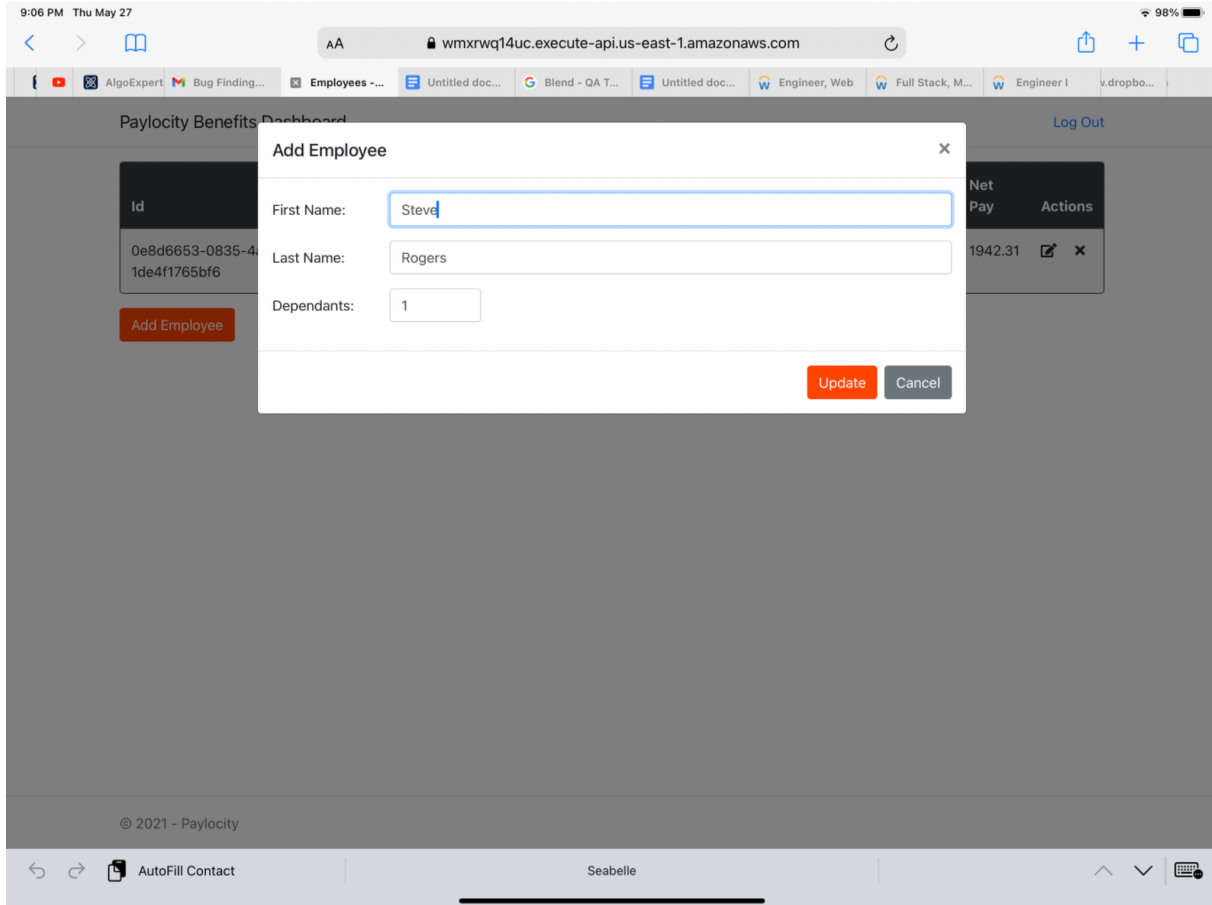 9:06 PM Thu May 27
98%
AA wmxrwq14uc.execute-api.us-east-1.amazonaws.com
AlgoExpert Bug Finding... Employees -... Untitled doc... Blend - QA T... Untitled doc... Engineer, Web Full Stack, M... Engineer I v.dropbo...
Paylocity Benefits Dashboard
Log Out
Add Employee
×
Id
Net
Pay
Actions
First Name: Steve
0e8d6653-0835-4
1de4f1765bf6
1942.31
Last Name: Rogers
Dependants: 1
Add Employee
Update Cancel
© 2021 - Paylocity
AutoFill Contact
Seabelle